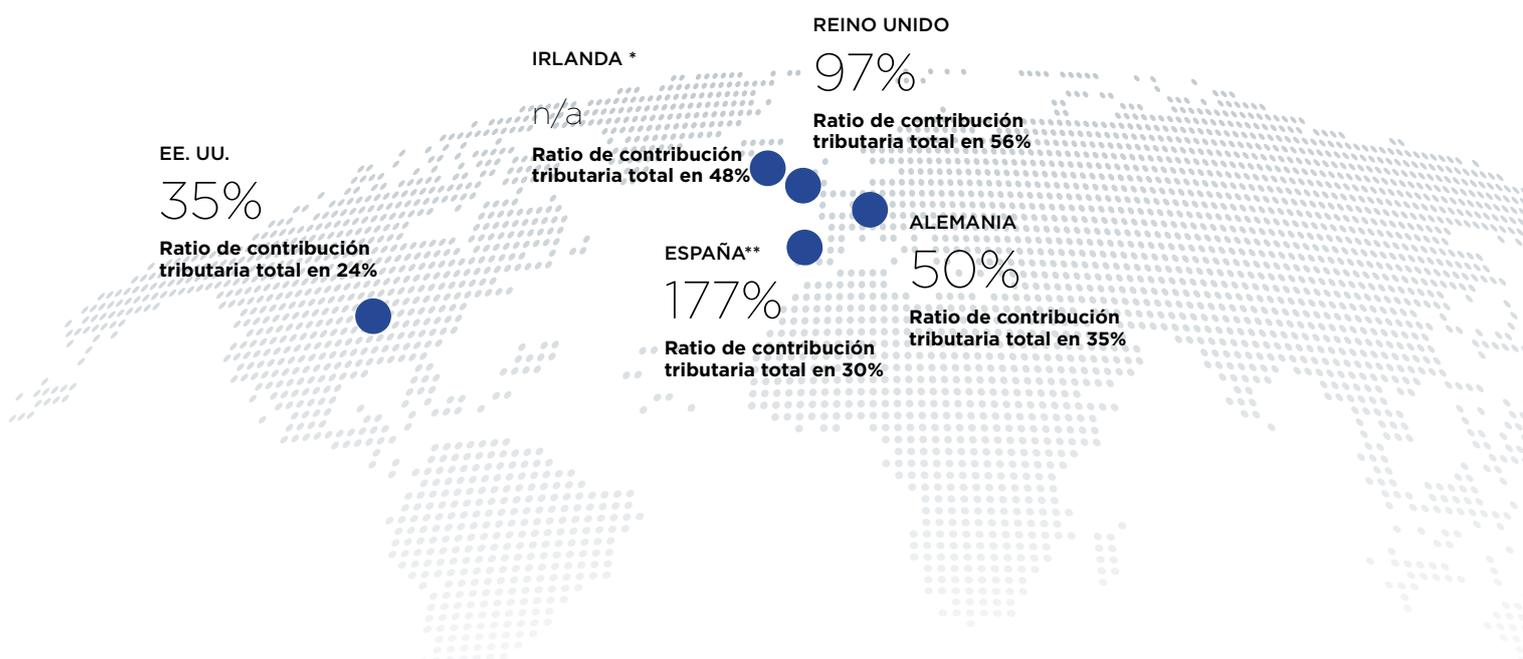 REINO UNIDO
97%
Ratio de contribución
tributaria total en 56%
IRLANDA *
n/a
Ratio de contribución
tributaria total en 48%
EE. UU.
35%
Ratio de contribución
tributaria total en 24%
ESPAÑA**
177%
Ratio de contribución
tributaria total en 30%
ALEMANIA
50%
Ratio de contribución
tributaria total en 35%